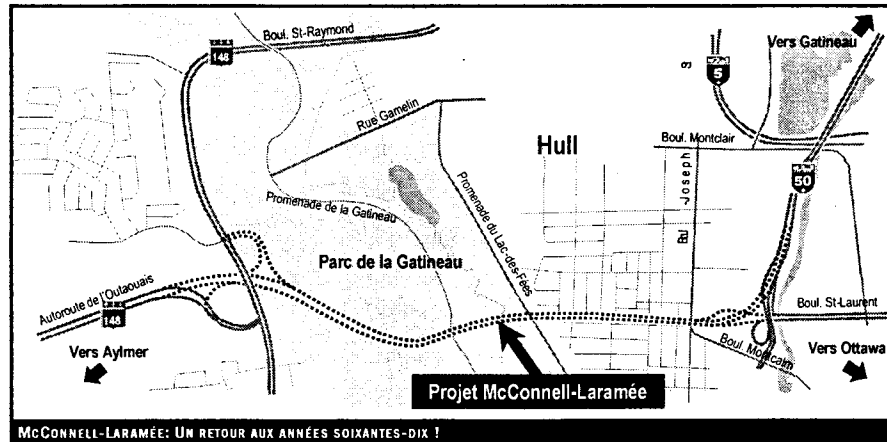 Boul. St-Raymond
148
Vers Gatineau
5
Rue Gamelin
Hull
Boul. Montclair
50
Promenade de la Gatineau
Promenade du Lac-des-Fées
-Joseph
Parc de la Gatineau
Autoroute de l'Outaouais
148
Boul. St-Laurent
Vers Aylmer
Boul. Montcalm
Vers Ottawa
Projet McConnell-Laramée
MCCONNELL-LARAMÉE: UN RETOUR AUX ANNÉES SOIXANTES-DIX !